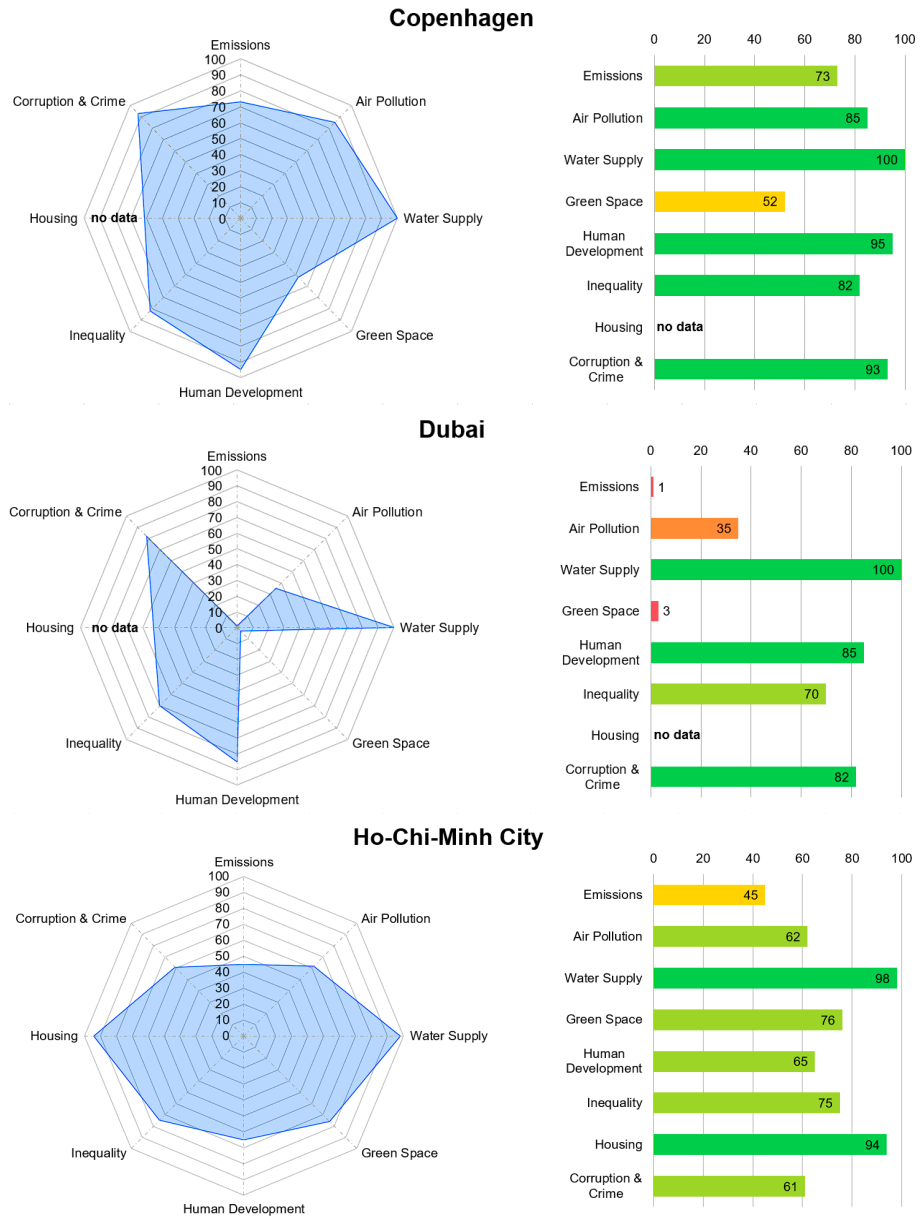 Copenhagen
Emissions
100
90
80
70
60
50
40
30
20
10
0
Air Pollution
Water Supply
Green Space
Human Development
Inequality
Housing
no data
Corruption & Crime
0 20 40 60 80 100
Emissions 73
Air Pollution 85
Water Supply 100
Green Space 52
Human
Development 95
Inequality 82
Housing no data
Corruption &
Crime 93
Dubai
Emissions
100
90
80
70
60
50
40
30
20
10
0
Air Pollution
Water Supply
Green Space
Human Development
Inequality
Housing
no data
Corruption & Crime
0 20 40 60 80 100
Emissions 1
Air Pollution 35
Water Supply 100
Green Space 3
Human
Development 85
Inequality 70
Housing no data
Corruption &
Crime 82
Ho-Chi-Minh City
Emissions
100
90
80
70
60
50
40
30
20
10
0
Air Pollution
Water Supply
Green Space
Human Development
Inequality
Housing
Corruption & Crime
0 20 40 60 80 100
Emissions 45
Air Pollution 62
Water Supply 98
Green Space 76
Human
Development 65
Inequality 75
Housing 94
Corruption &
Crime 61